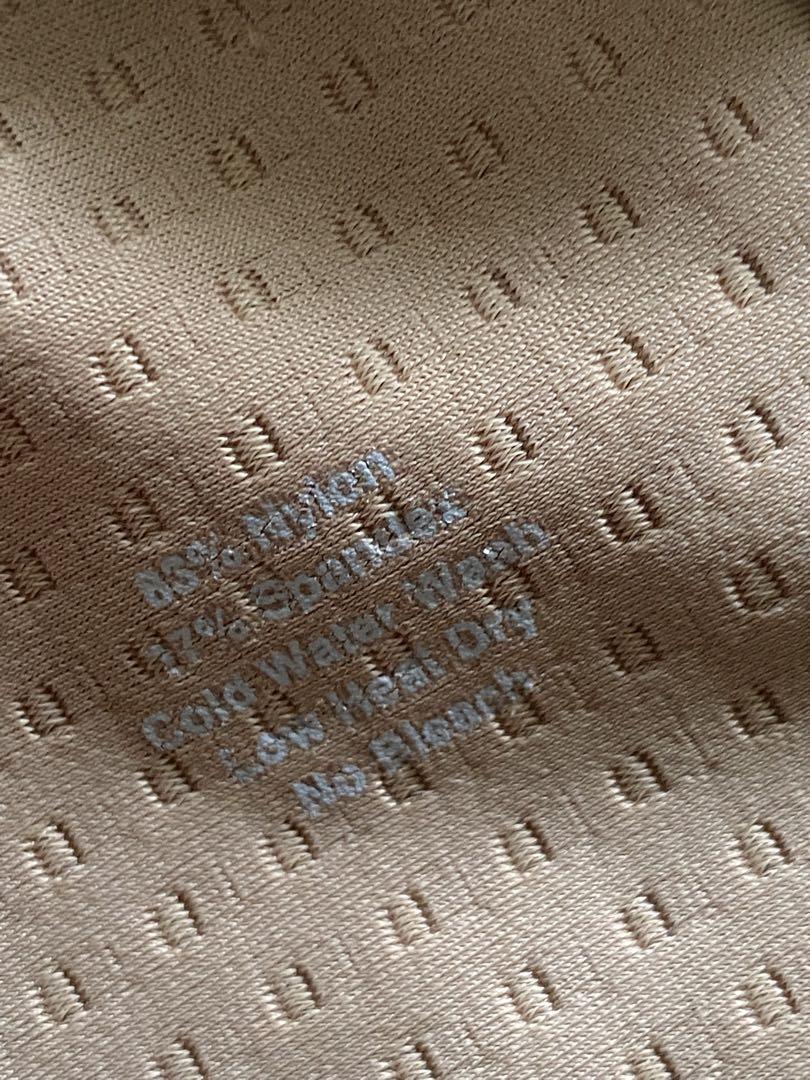 83% Nylon
17% Spandex
Cold Water Wash
Low Heat Dry
No Bleach